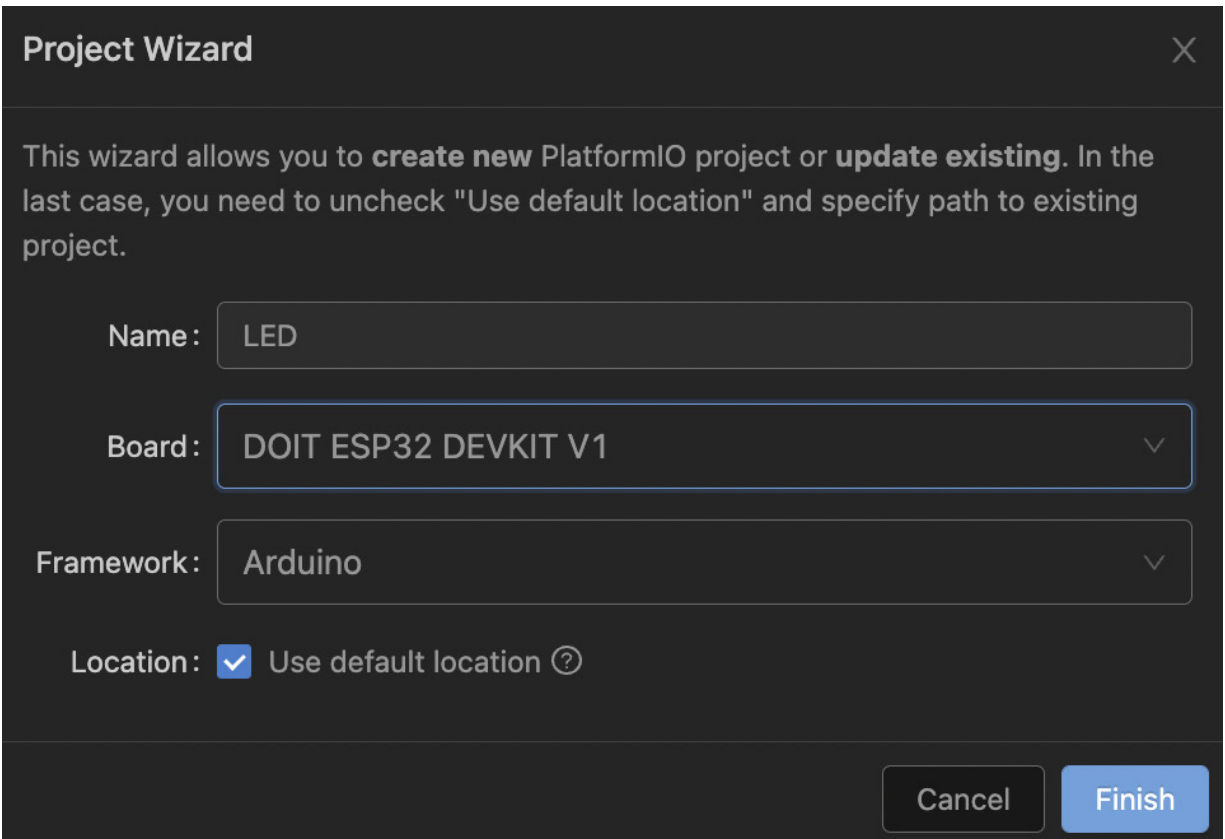 Project Wizard
This wizard allows you to create new PlatformIO project or update existing. In the
last case, you need to uncheck "Use default location" and specify path to existing
project.
Name: LED
Board: DOIT ESP32 DEVKIT V1
Framework: Arduino
Location: Use default location
Cancel Finish